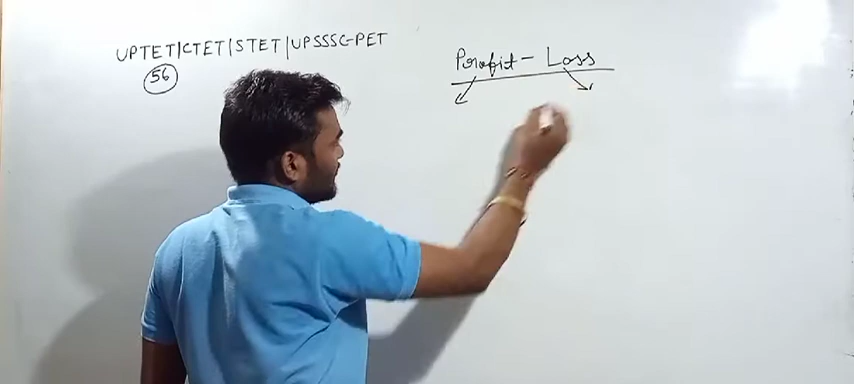 UPTET|CTET|STET|UPSSSC-PET
56
Profit - Loss